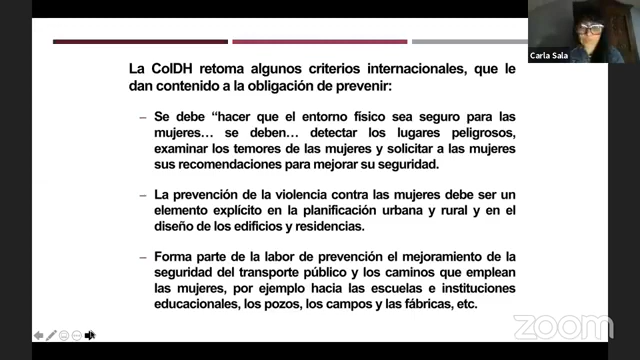 Carla Sala
La CoIDH retoma algunos criterios internacionales, que le
dan contenido a la obligación de prevenir:
– Se debe “hacer que el entorno físico sea seguro para las
mujeres… se deben… detectar los lugares peligrosos,
examinar los temores de las mujeres y solicitar a las mujeres
sus recomendaciones para mejorar su seguridad.
– La prevención de la violencia contra las mujeres debe ser un
elemento explícito en la planificación urbana y rural y en el
diseño de los edificios y residencias.
– Forma parte de la labor de prevención el mejoramiento de la
seguridad del transporte público y los caminos que emplean
las mujeres, por ejemplo hacia las escuelas e instituciones
educacionales, los pozos, los campos y las fábricas, etc.
zoom